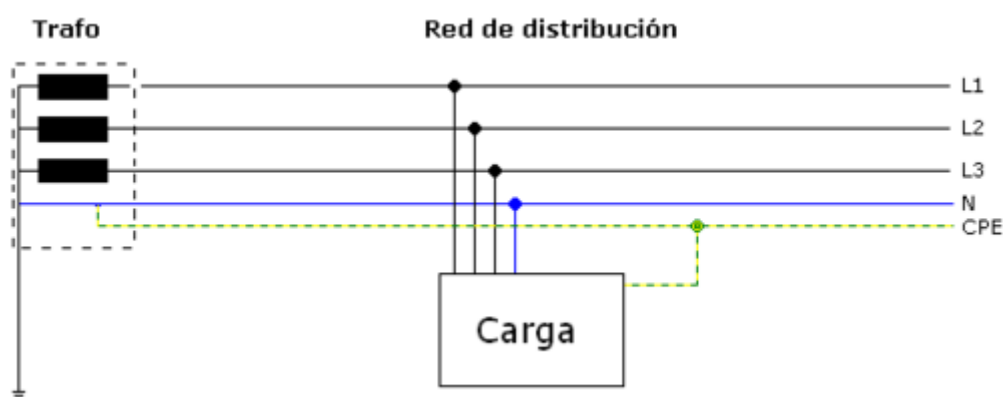 Trafo
Red de distribución
L1
L2
L3
N
CPE
Carga